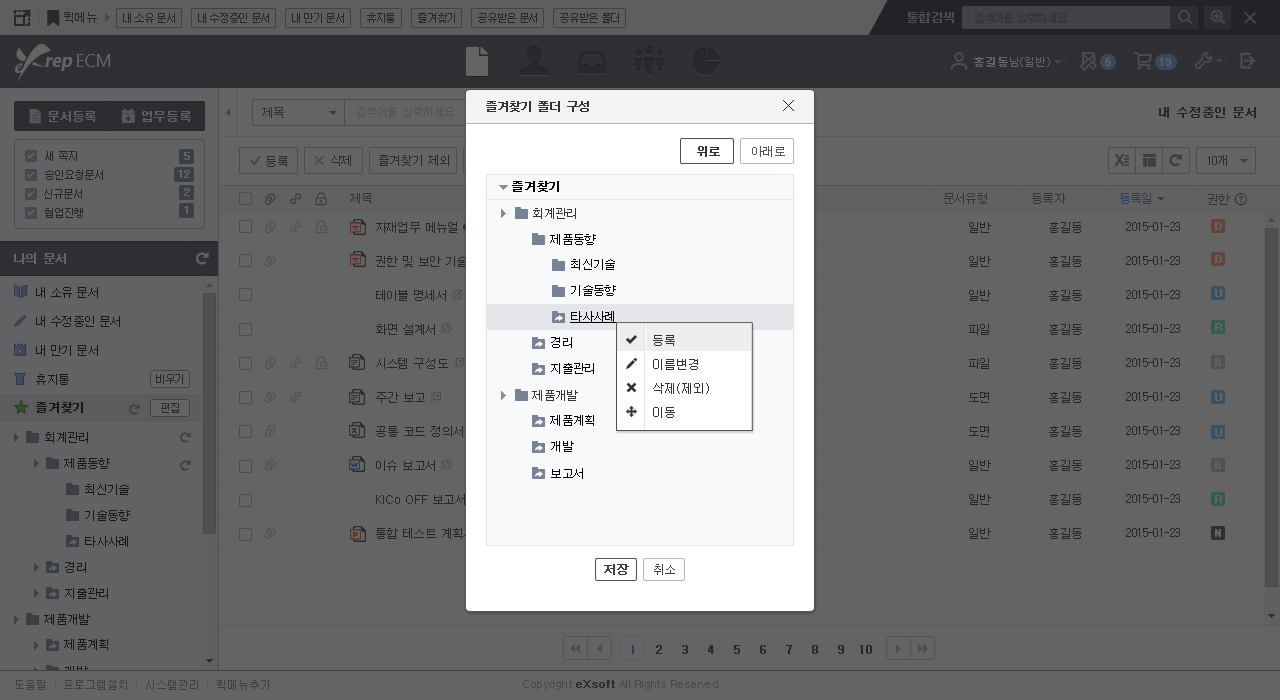 퀵메뉴 내 소유 문서 내 수정중인 문서 내 만기 문서 휴지통 즐겨찾기 공유받은 문서 공유받은 폴더 통합검색 검색어를 입력하세요
eXrep ECM 홍길동님(일반) 5 13
문서등록 업무등록
새 쪽지 5
승인요청문서 12
신규문서 2
협업진행 1
나의 문서
내 소유 문서
내 수정중인 문서
내 만기 문서
휴지통 비우기
즐겨찾기 편집
회계관리
제품동향
최신기술
기술동향
타사사례
경리
지출관리
제품개발
제품계획
개발
제목 검색어를 입력하세요 내 수정중인 문서
등록 삭제 즐겨찾기 제외 10개
제목 문서유형 등록자 등록일 권한
자재업무 메뉴얼 일반 홍길동 2015-01-23 D
권한 및 보안 기술 일반 홍길동 2015-01-23 D
테이블 명세서 일반 홍길동 2015-01-23 U
화면 설계서 파일 홍길동 2015-01-23 R
시스템 구성도 파일 홍길동 2015-01-23 B
주간 보고 도면 홍길동 2015-01-23 U
공통 코드 정의서 도면 홍길동 2015-01-23 U
이슈 보고서 일반 홍길동 2015-01-23 B
KICo OFF 보고서 일반 홍길동 2015-01-23 R
통합 테스트 계획 일반 홍길동 2015-01-23 N
1 2 3 4 5 6 7 8 9 10
즐겨찾기 폴더 구성
위로 아래로
즐겨찾기
회계관리
제품동향
최신기술
기술동향
타사사례
경리
지출관리
제품개발
제품계획
개발
보고서
등록
이름변경
삭제(제외)
이동
저장 취소
도움말 프로그램설치 시스템관리 퀵메뉴추가 Copyright eXsoft All Rights Reserved.